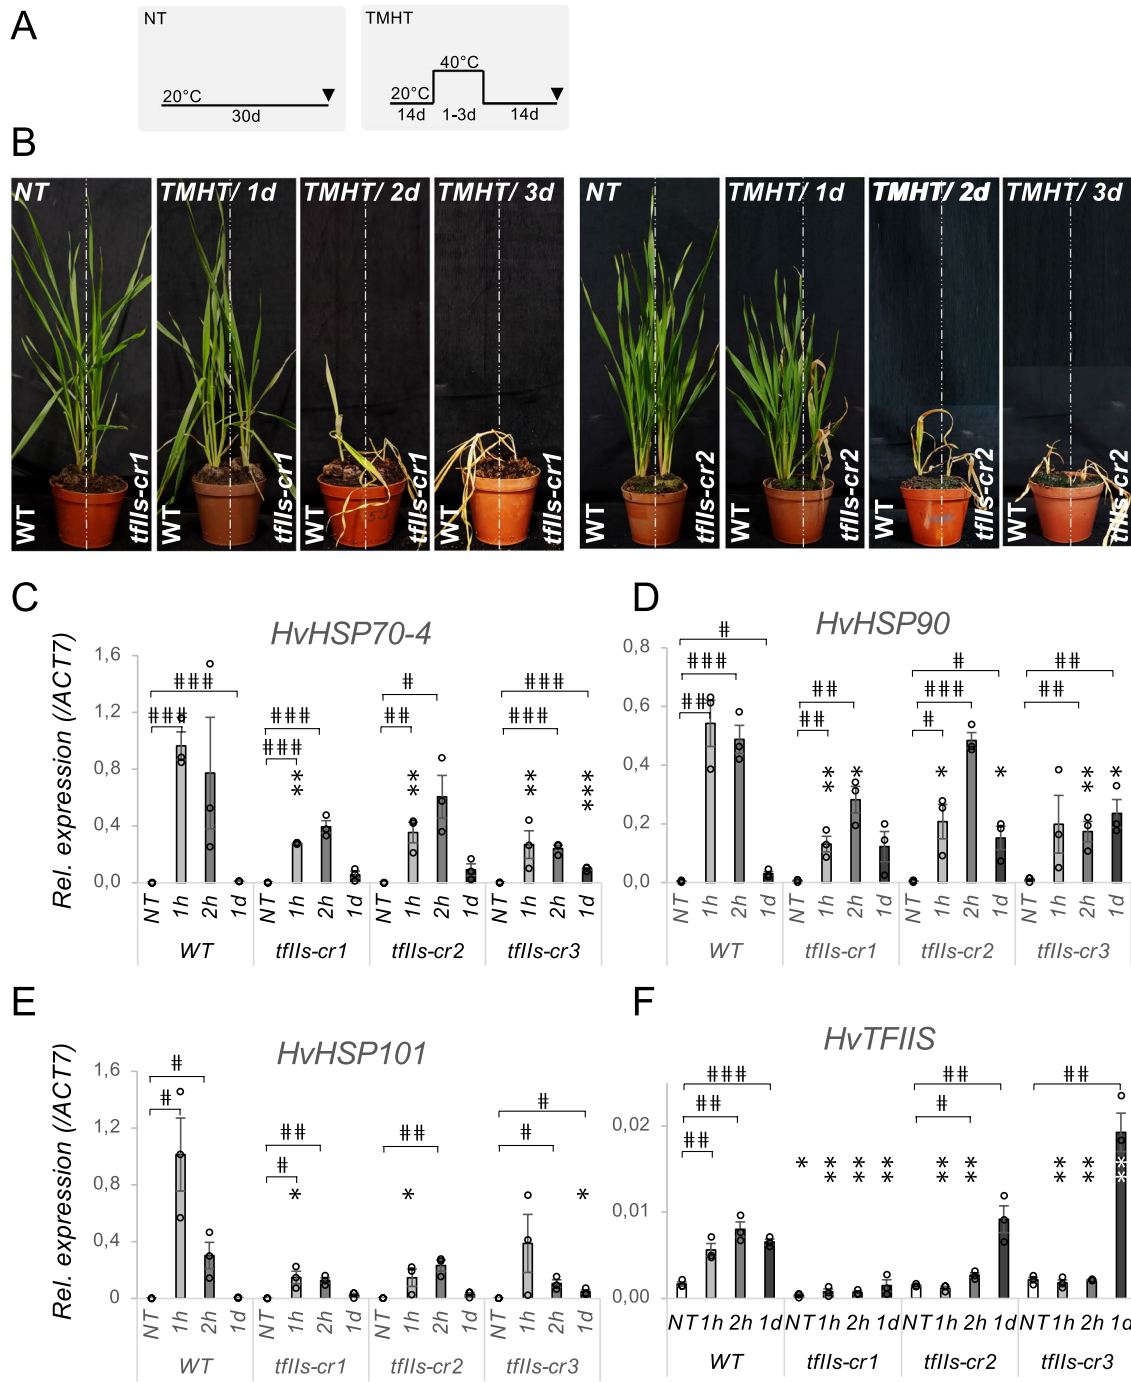 A
NT
20°C
30d
TMHT
40°C
20°C
14d
1-3d
14d
B
NT
TMHT/ 1d
TMHT/ 2d
TMHT/ 3d
WT
tfIIs-cr1
WT
tfIIs-cr1
WT
tfIIs-cr1
WT
tfIIs-cr1
NT
TMHT/ 1d
TMHT/ 2d
TMHT/ 3d
WT
tfIIs-cr2
WT
tfIIs-cr2
WT
tfIIs-cr2
WT
tfIIs-cr2
C
HvHSP70-4
Rel. expression (/ACT7)
1,6
1,2
0,8
0,4
0,0
###
###
###
###
#
##
###
###
**
**
**
***
NT 1h 2h 1d NT 1h 2h 1d NT 1h 2h 1d NT 1h 2h 1d
WT tfIIs-cr1 tfIIs-cr2 tfIIs-cr3
D
HvHSP90
0,8
0,6
0,4
0,2
0,0
#
###
##
##
#
###
#
##
##
** * * * ** *
NT 1h 2h 1d NT 1h 2h 1d NT 1h 2h 1d NT 1h 2h 1d
WT tfIIs-cr1 tfIIs-cr2 tfIIs-cr3
E
HvHSP101
Rel. expression (/ACT7)
1,6
1,2
0,8
0,4
0
#
#
##
#
##
#
#
* * *
NT 1h 2h 1d NT 1h 2h 1d NT 1h 2h 1d NT 1h 2h 1d
WT tfIIs-cr1 tfIIs-cr2 tfIIs-cr3
F
HvTFIIS
0,02
0,01
0,00
###
##
##
##
#
##
* ** ** ** ** ** ** ** **
NT 1h 2h 1d NT 1h 2h 1d NT 1h 2h 1d NT 1h 2h 1d
WT tfIIs-cr1 tfIIs-cr2 tfIIs-cr3